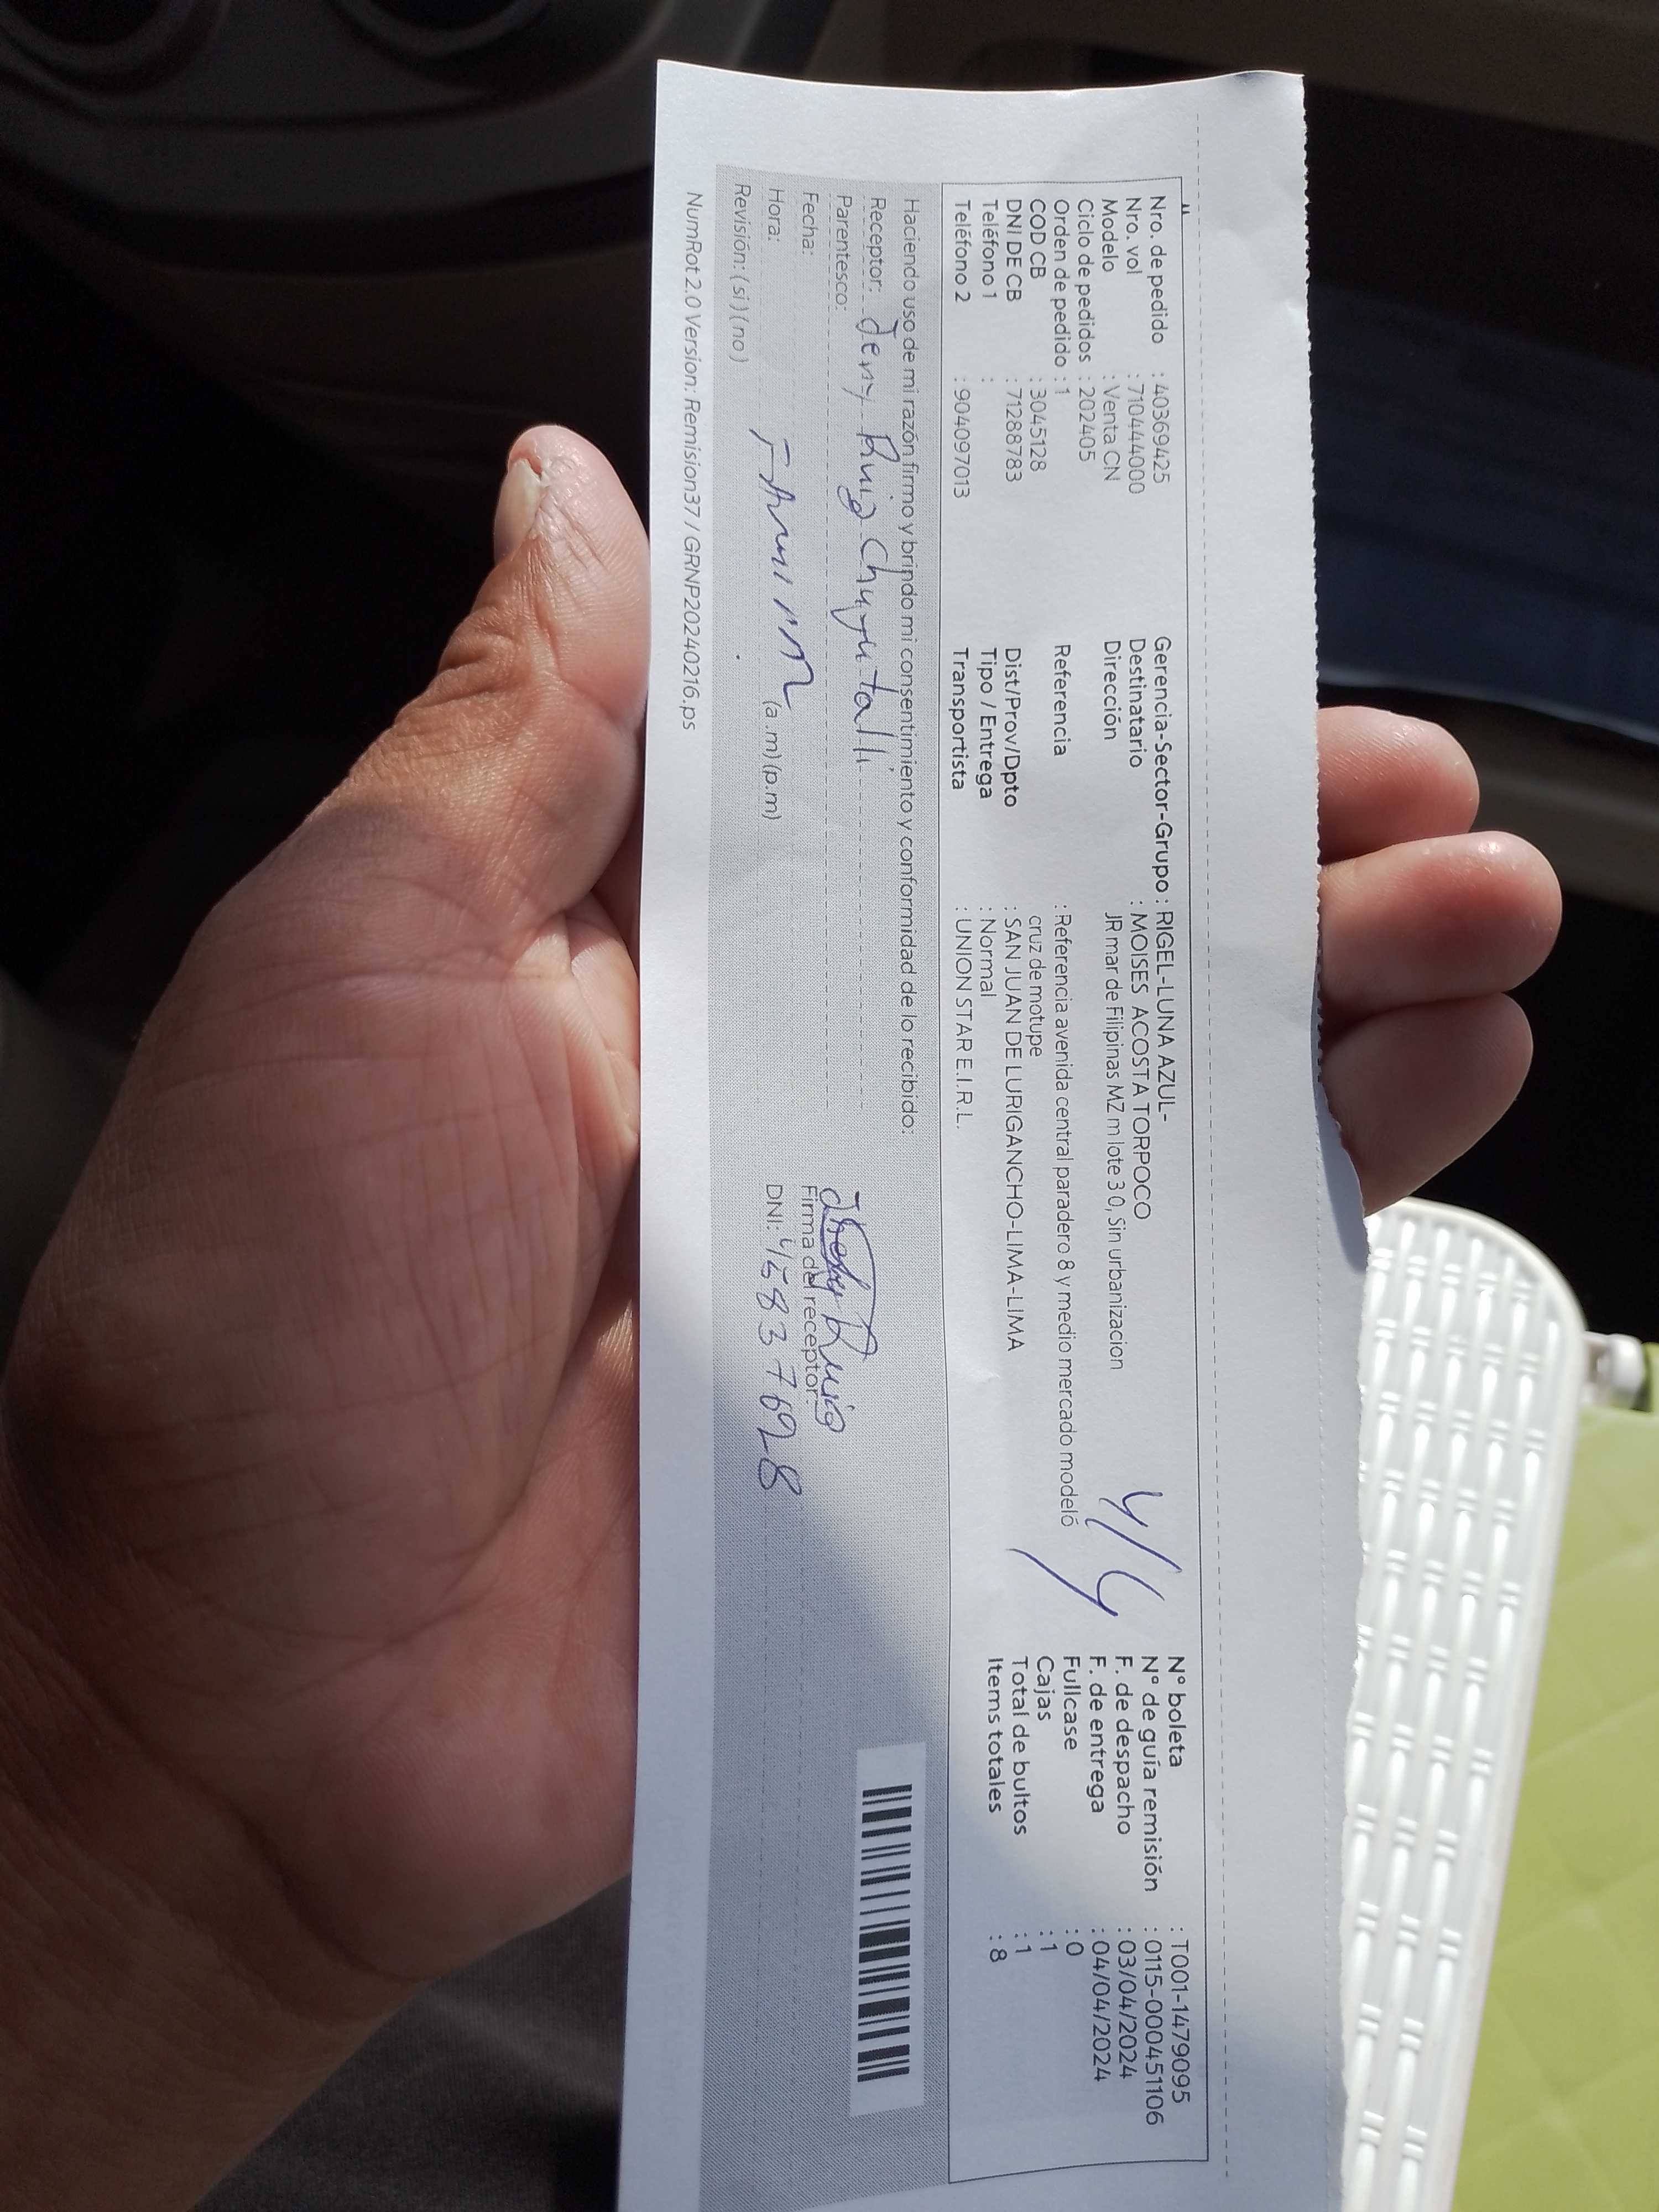 Nro. de pedido : 40369425
Nro. vol : 710444000
Modelo : Venta CN
Ciclo de pedidos : 202405
Orden de pedido : 1
COD CB : 3045128
DNI DE CB : 71288783
Teléfono 1 :
Teléfono 2 : 904097013
Gerencia-Sector-Grupo : RIGEL-LUNA AZUL-
Destinatario : MOISES ACOSTA TORPOCO
Dirección JR mar de Filipinas MZ m lote 30, Sin urbanizacion
Referencia : Referencia avenida central paradero 8 y medio mercado modeló
cruz de motupe
Dist/Prov/Dpto : SAN JUAN DE LURIGANCHO-LIMA-LIMA
Tipo / Entrega : Normal
Transportista : UNION STAR E.I.R.L.
4/4
N° boleta : T001-1479095
N° de guía remisión : 0115-000451106
F. de despacho : 03/04/2024
F. de entrega : 04/04/2024
Fullcase : 0
Cajas : 1
Total de bultos : 1
Items totales : 8
Haciendo uso de mi razón firmo y brindo mi consentimiento y conformidad de lo recibido:
Receptor: Jeny Ruiz
Parentesco:
Fecha:
Hora: (a.m) (p.m)
Revisión: (si) (no)
Firma del receptor
DNI: 45837628
NumRot 2.0 Version: Remision37 / GRNP20240216.ps